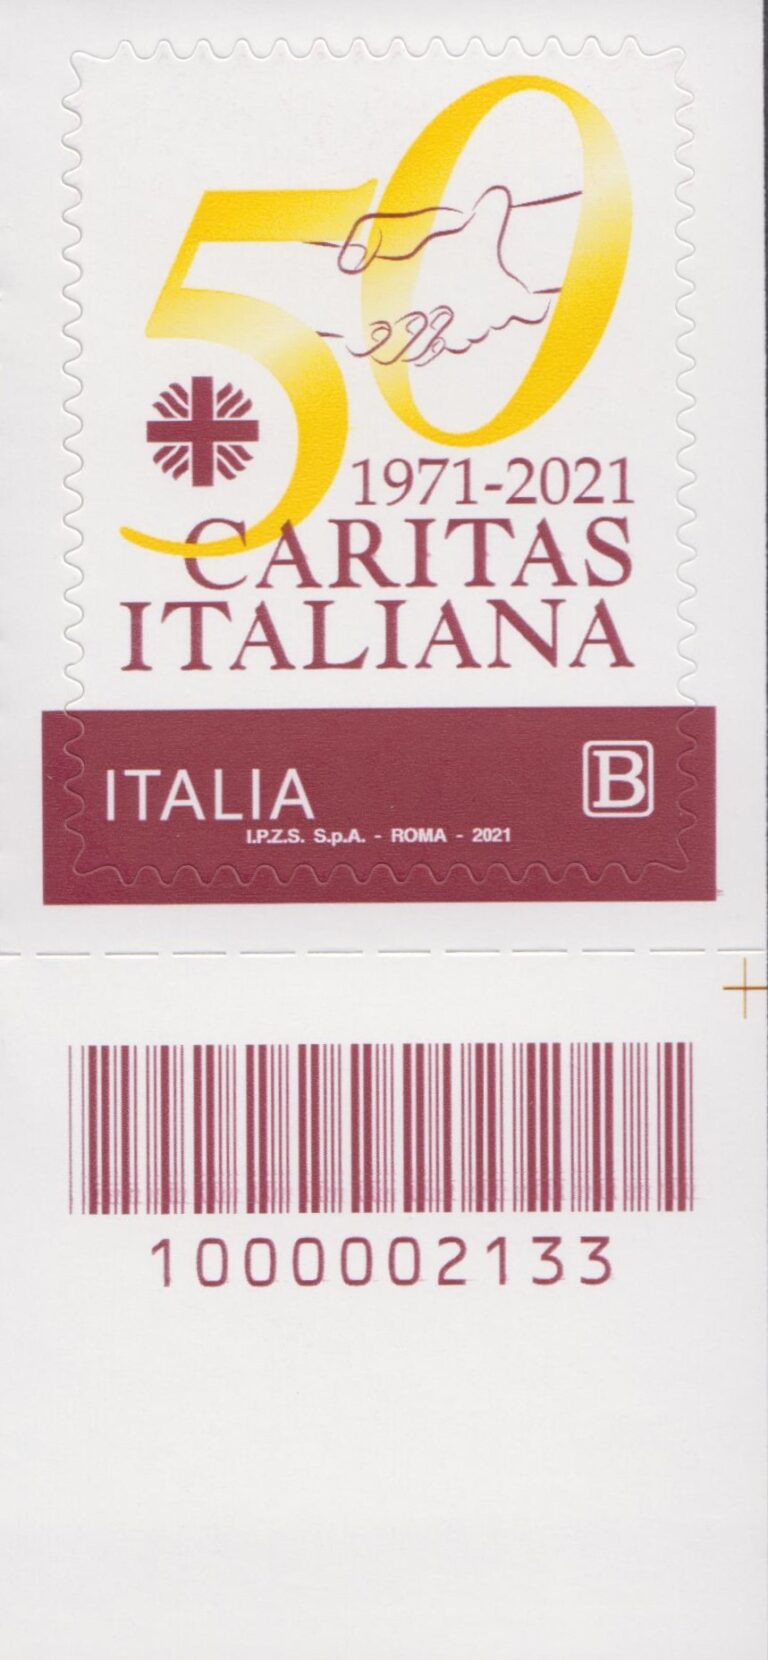 50
1971-2021
CARITAS
ITALIANA
ITALIA
B
I.P.Z.S. S.p.A. - ROMA - 2021
1000002133